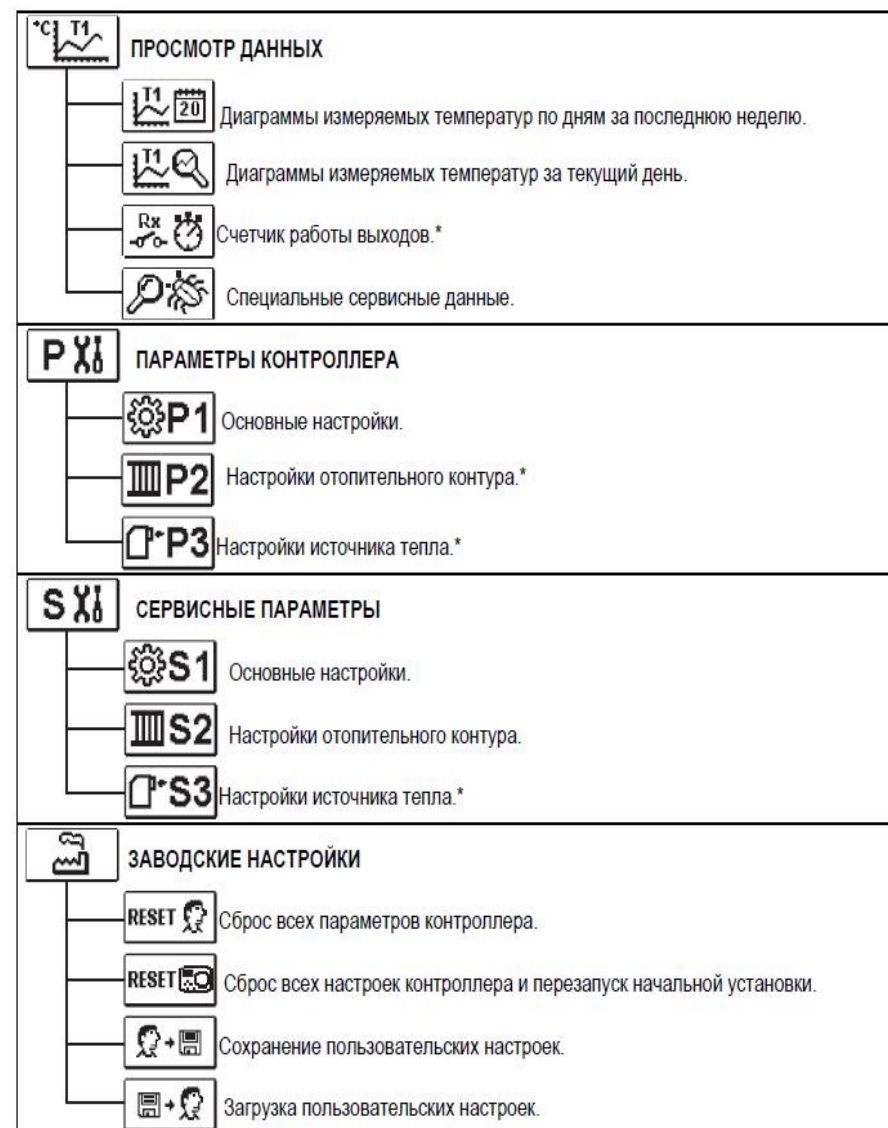 °C T1
ПРОСМОТР ДАННЫХ
T1 20 Диаграммы измеряемых температур по дням за последнюю неделю.
T1 Диаграммы измеряемых температур за текущий день.
Rx Счетчик работы выходов.*
Специальные сервисные данные.
P ПАРАМЕТРЫ КОНТРОЛЛЕРА
P1 Основные настройки.
P2 Настройки отопительного контура.*
P3 Настройки источника тепла.*
S СЕРВИСНЫЕ ПАРАМЕТРЫ
S1 Основные настройки.
S2 Настройки отопительного контура.
S3 Настройки источника тепла.*
ЗАВОДСКИЕ НАСТРОЙКИ
RESET Сброс всех параметров контроллера.
RESET Сброс всех настроек контроллера и перезапуск начальной установки.
Сохранение пользовательских настроек.
Загрузка пользовательских настроек.